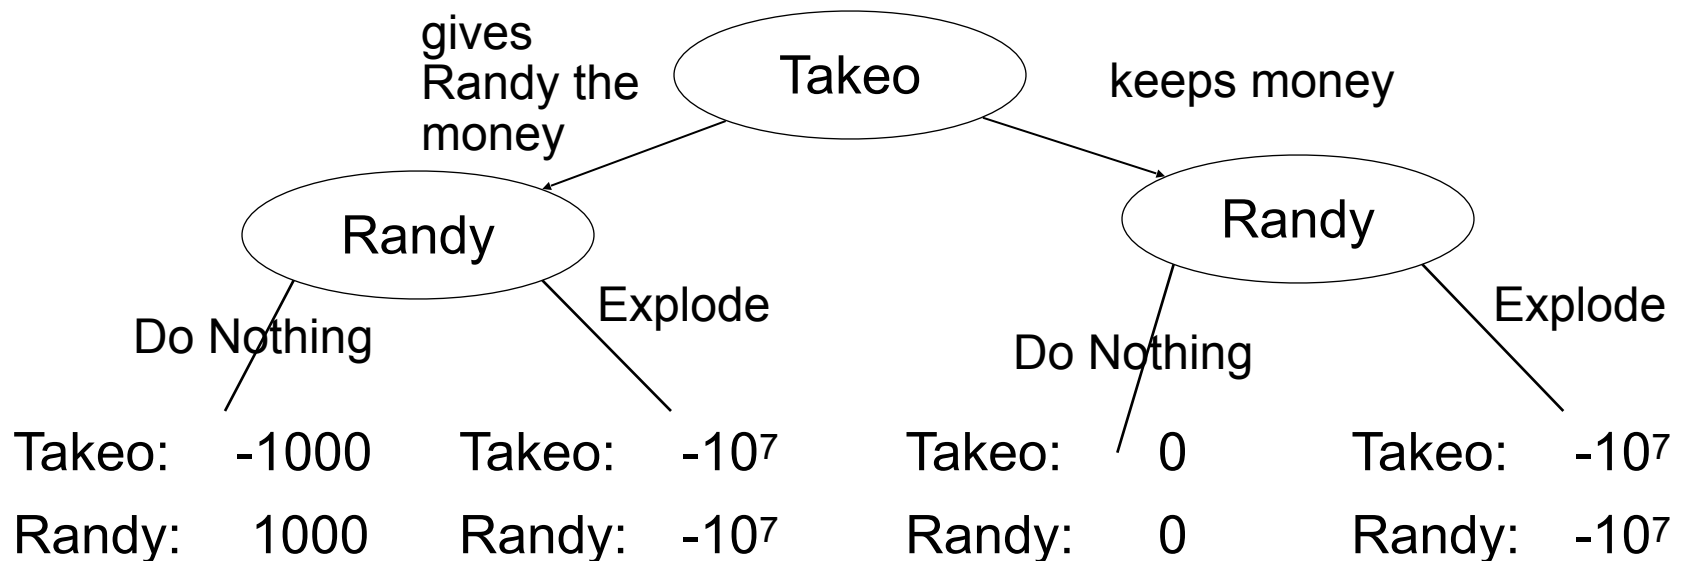 gives
Randy the
money
Takeo
keeps money
Randy
Randy
Do Nothing
Explode
Do Nothing
Explode
Takeo: -1000 Takeo: -10⁷ Takeo: 0 Takeo: -10⁷
Randy: 1000 Randy: -10⁷ Randy: 0 Randy: -10⁷